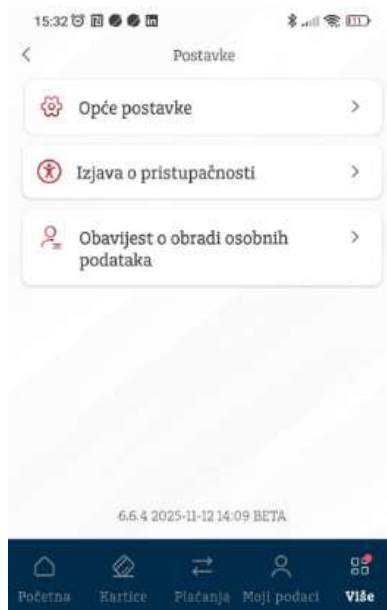 15:32
Postavke
Opće postavke
Izjava o pristupačnosti
Obavijest o obradi osobnih
podataka
6.6.4 2025-11-12 14:09 BETA
Početna Kartice Plaćanja Moji podaci Više